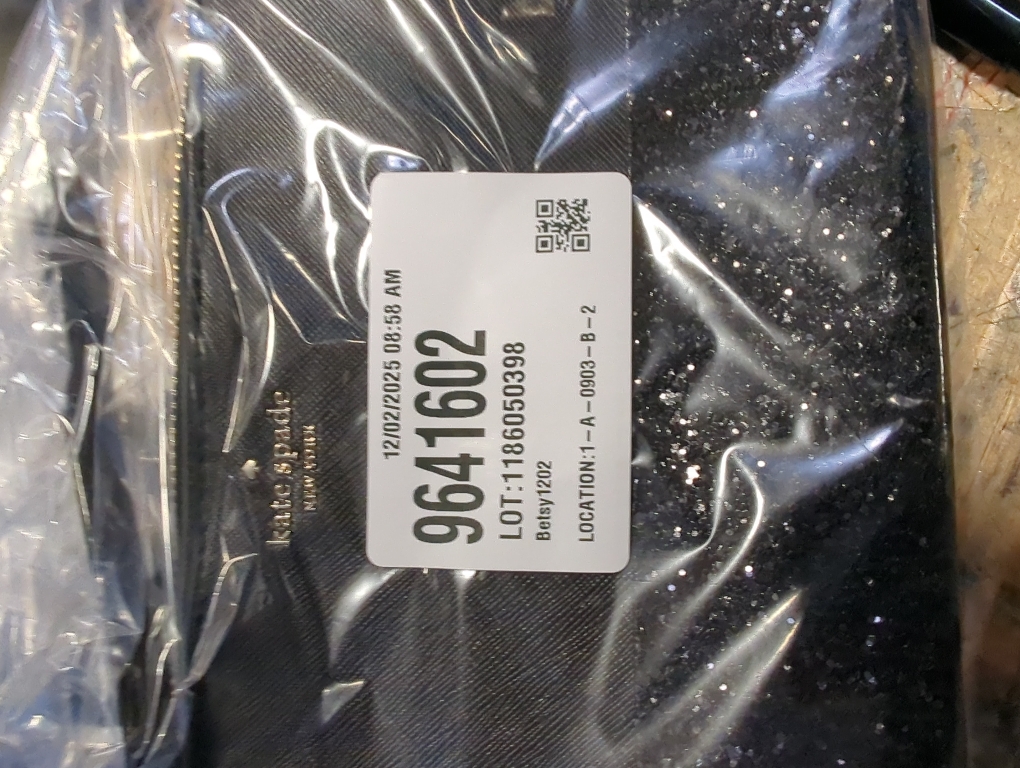 kate spade
NEW YORK
12/02/2025 08:58 AM
9641602
LOT:1186050398
Betsy1202
LOCATION:1-A-0903-B-2